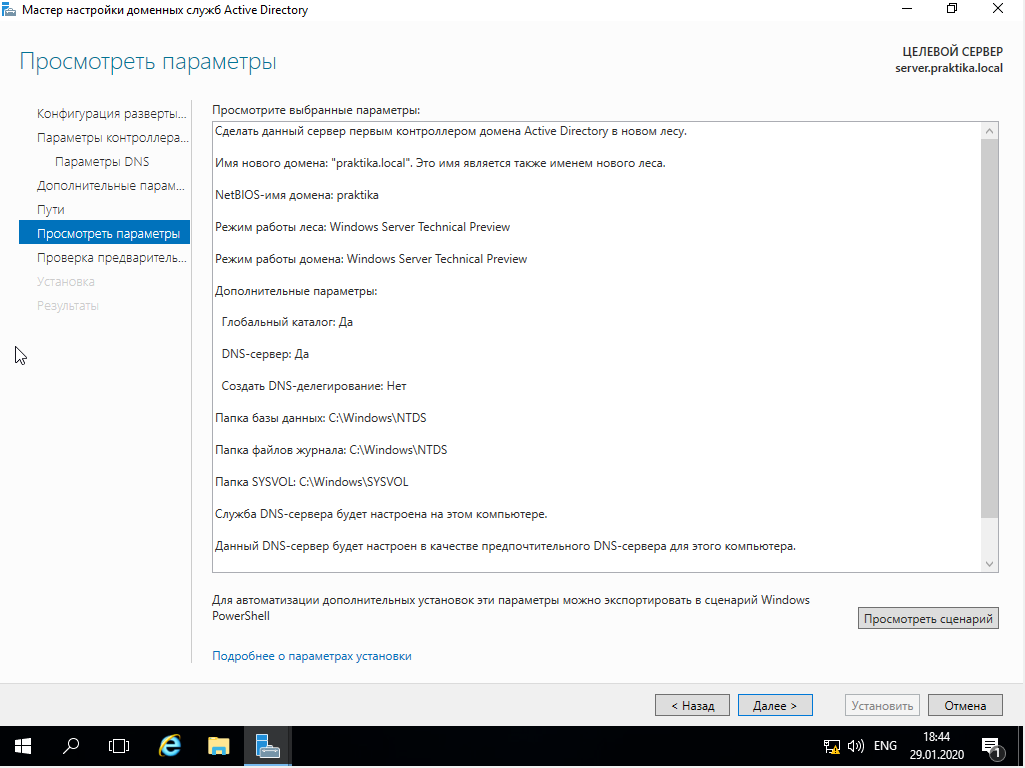 Мастер настройки доменных служб Active Directory
Просмотреть параметры
ЦЕЛЕВОЙ СЕРВЕР
server.praktika.local
Конфигурация разверты...
Параметры контроллера...
Параметры DNS
Дополнительные парам...
Пути
Просмотреть параметры
Проверка предваритель...
Установка
Результаты
Просмотрите выбранные параметры:
Сделать данный сервер первым контроллером домена Active Directory в новом лесу.
Имя нового домена: "praktika.local". Это имя является также именем нового леса.
NetBIOS-имя домена: praktika
Режим работы леса: Windows Server Technical Preview
Режим работы домена: Windows Server Technical Preview
Дополнительные параметры:
Глобальный каталог: Да
DNS-сервер: Да
Создать DNS-делегирование: Нет
Папка базы данных: C:\Windows\NTDS
Папка файлов журнала: C:\Windows\NTDS
Папка SYSVOL: C:\Windows\SYSVOL
Служба DNS-сервера будет настроена на этом компьютере.
Данный DNS-сервер будет настроен в качестве предпочтительного DNS-сервера для этого компьютера.
Для автоматизации дополнительных установок эти параметры можно экспортировать в сценарий Windows
PowerShell
Просмотреть сценарий
Подробнее о параметрах установки
< Назад
Далее >
Установить
Отмена
ENG
18:44
29.01.2020
1